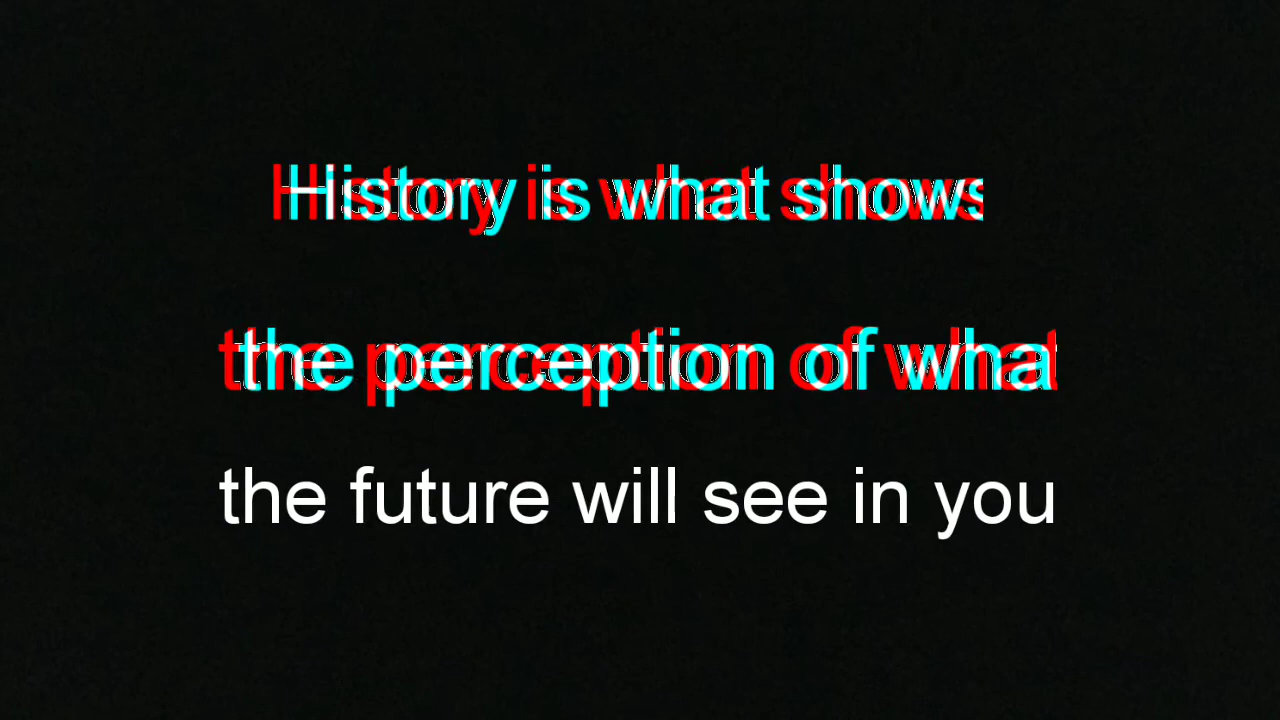 History is what shows
the perception of what
the future will see in you